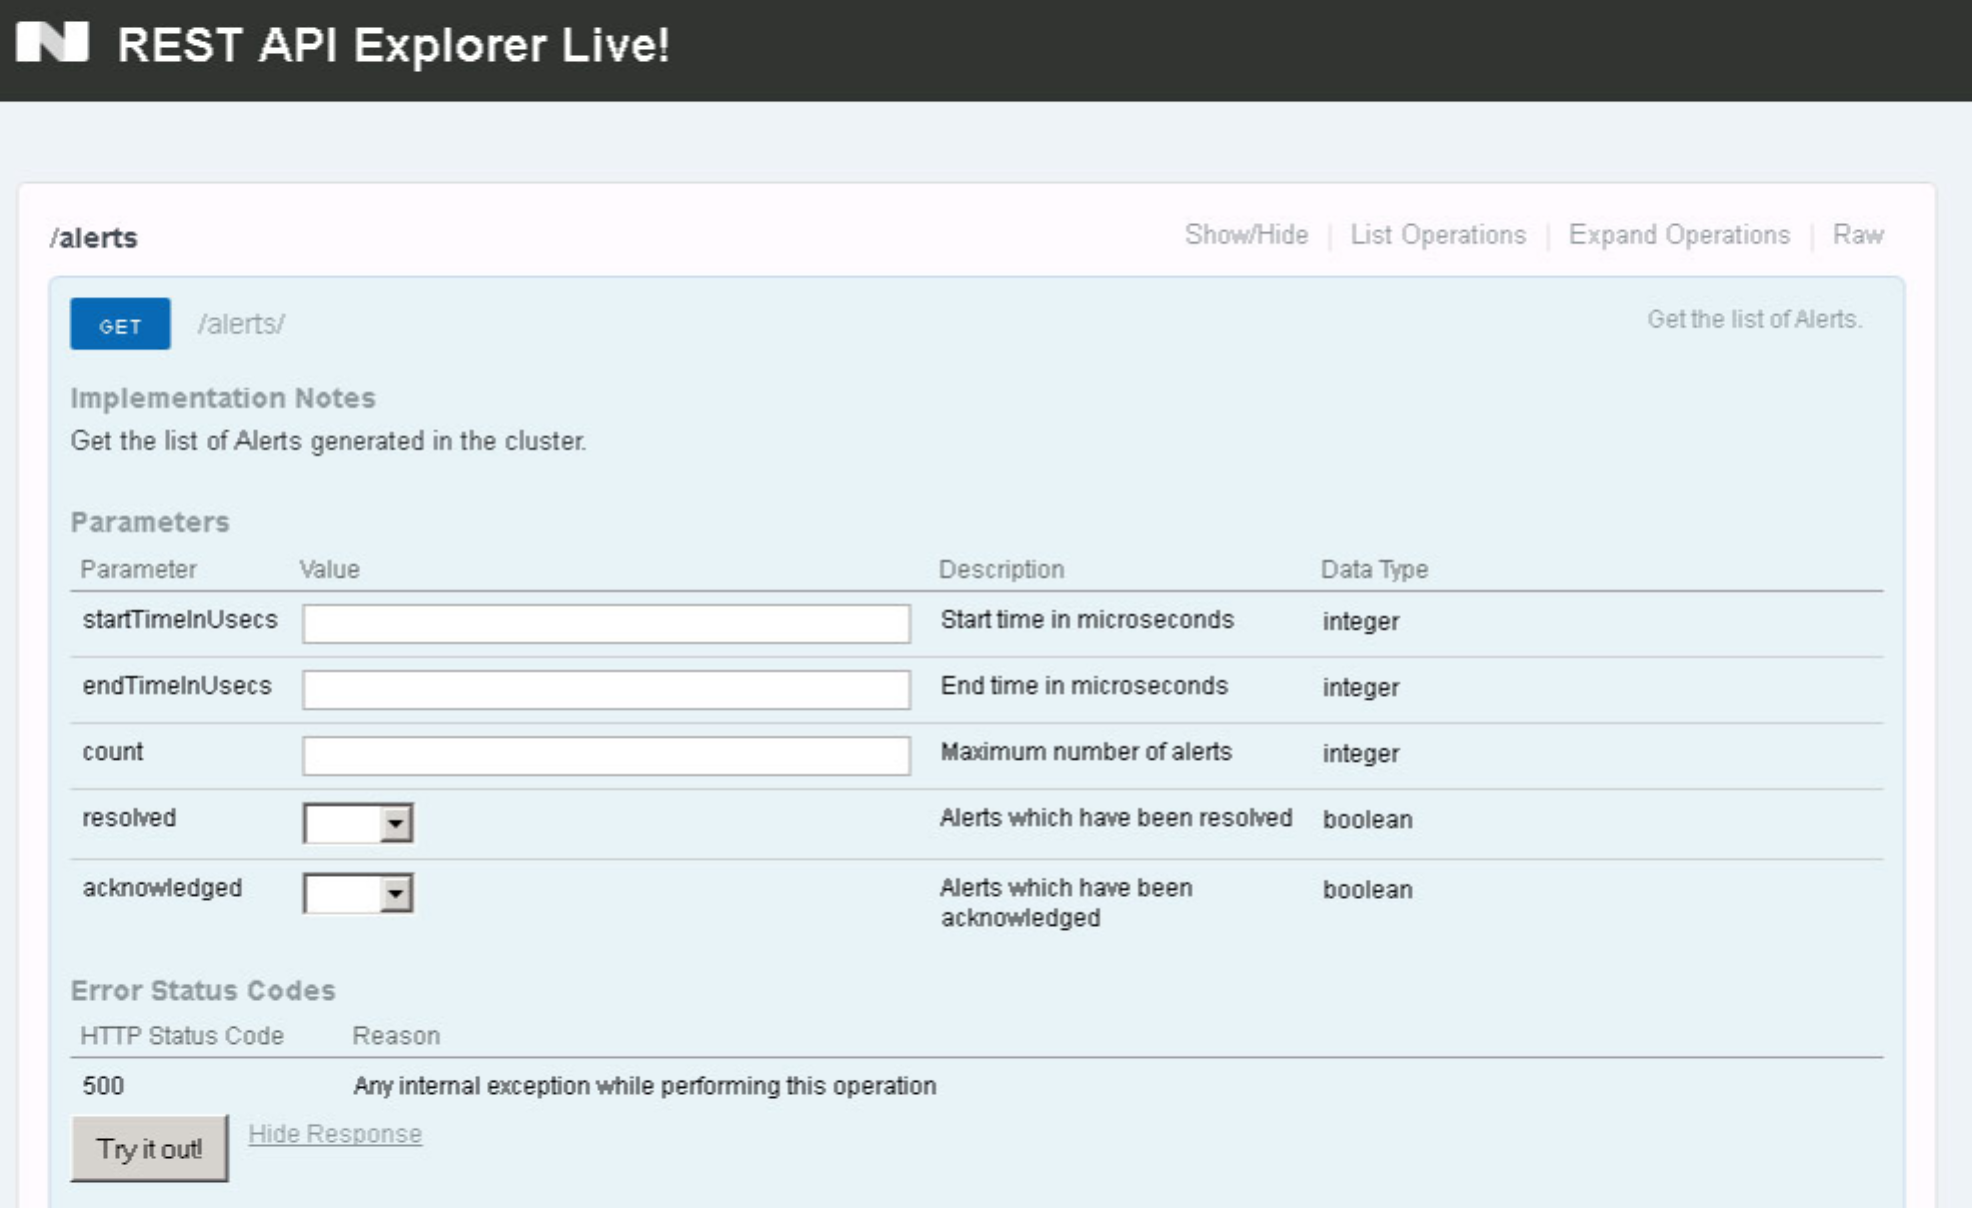 REST API Explorer Live!
/alerts
Show/Hide | List Operations | Expand Operations | Raw
GET /alerts/ Get the list of Alerts.
Implementation Notes
Get the list of Alerts generated in the cluster.
Parameters
Parameter Value Description Data Type
startTimeInUsecs Start time in microseconds integer
endTimeInUsecs End time in microseconds integer
count Maximum number of alerts integer
resolved Alerts which have been resolved boolean
acknowledged Alerts which have been boolean
acknowledged
Error Status Codes
HTTP Status Code Reason
500 Any internal exception while performing this operation
Try it out! Hide Response